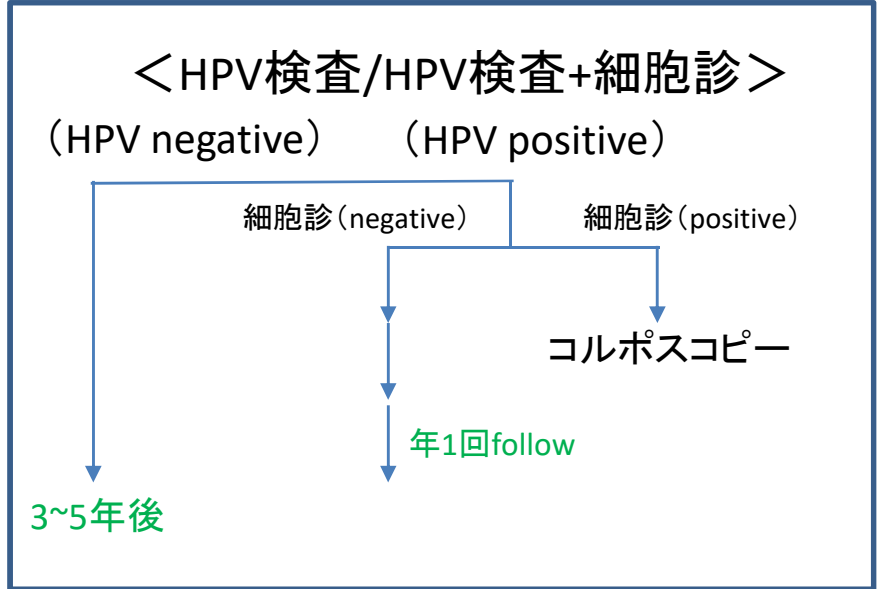 ＜HPV検査/HPV検査+細胞診＞
（HPV negative） （HPV positive）
細胞診（negative） 細胞診（positive）
コルポスコピー
年1回follow
3~5年後